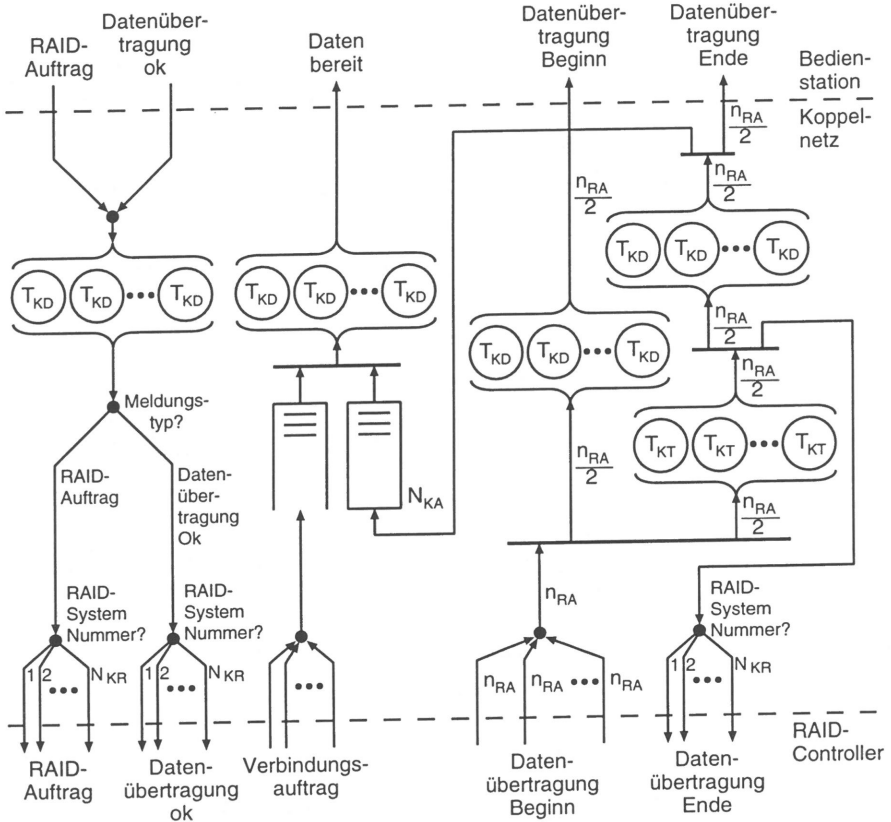 RAID-
Auftrag
Datenüber-
tragung
ok
Daten
bereit
Datenüber-
tragung
Beginn
Datenüber-
tragung
Ende
Bedien-
station
Koppel-
netz
n_RA
2
n_RA
2
n_RA
2
T_KD T_KD ••• T_KD
T_KD T_KD ••• T_KD
T_KD T_KD ••• T_KD
T_KD T_KD ••• T_KD
n_RA
2
n_RA
2
T_KT T_KT ••• T_KT
n_RA
2
n_RA
2
Meldungs-
typ?
RAID-
Auftrag
Daten-
über-
tragung
Ok
N_KA
n_RA
RAID-
System
Nummer?
RAID-
System
Nummer?
RAID-
System
Nummer?
1 2 ••• N_KR
1 2 ••• N_KR
•••
n_RA n_RA ••• n_RA
1 2 ••• N_KR
RAID-
Controller
RAID-
Auftrag
Daten-
übertragung
ok
Verbindungs-
auftrag
Daten-
übertragung
Beginn
Daten-
übertragung
Ende